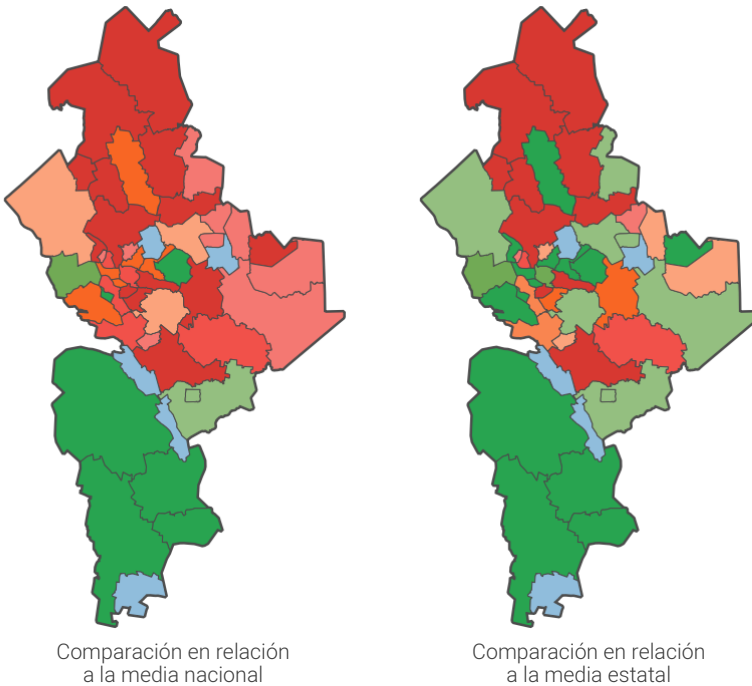 Comparación en relación
a la media nacional
Comparación en relación
a la media estatal